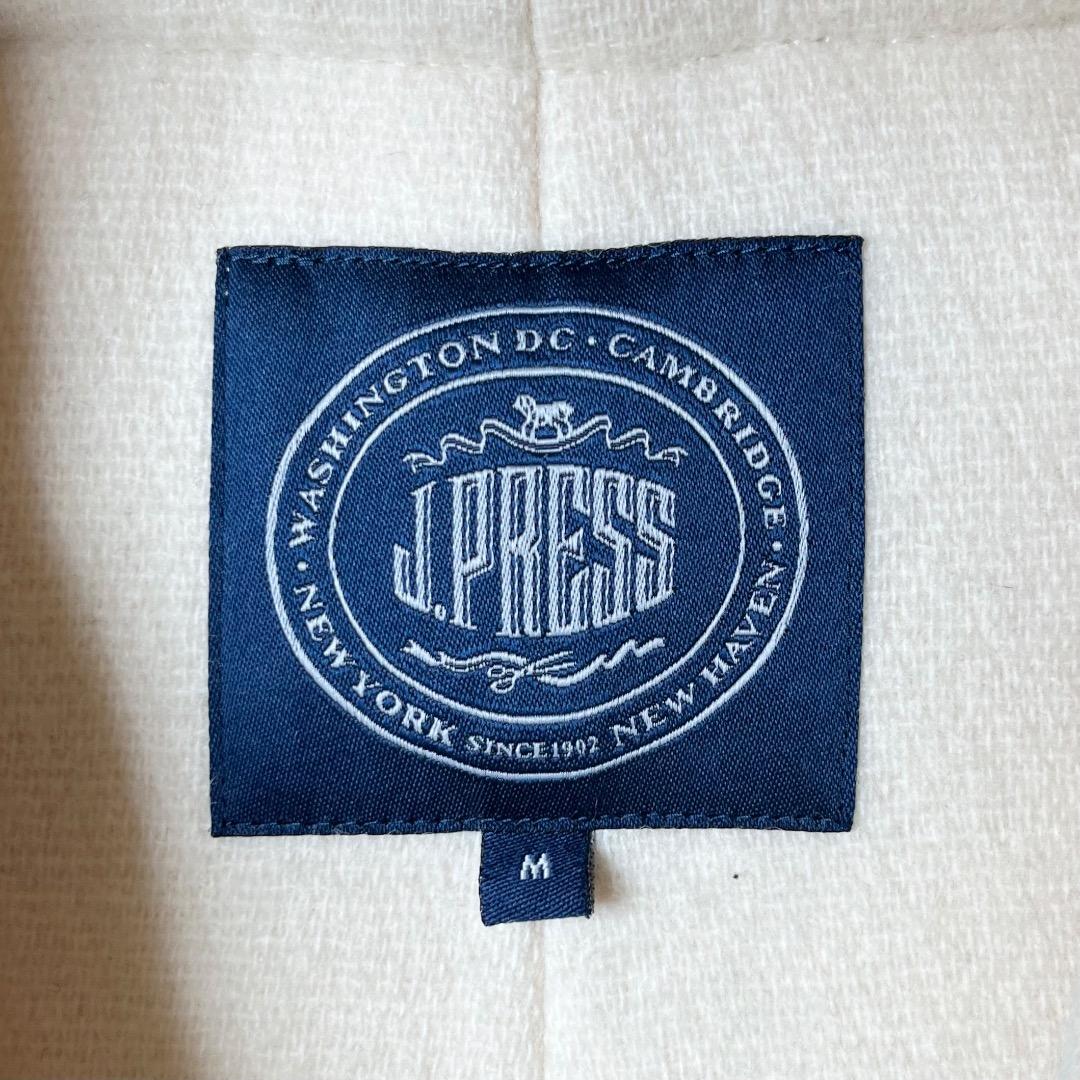 NEW YORK · WASHINGTON DC · CAMBRIDGE · NEW HAVEN
J.PRESS
SINCE 1902
M